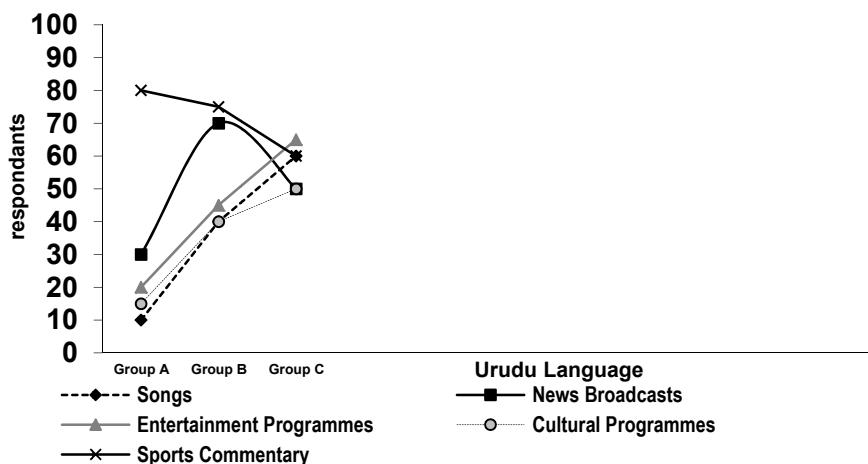 100
90
80
70
60
50
40
30
20
10
0
respondants
Group A Group B Group C
Urudu Language
Songs
News Broadcasts
Entertainment Programmes
Cultural Programmes
Sports Commentary